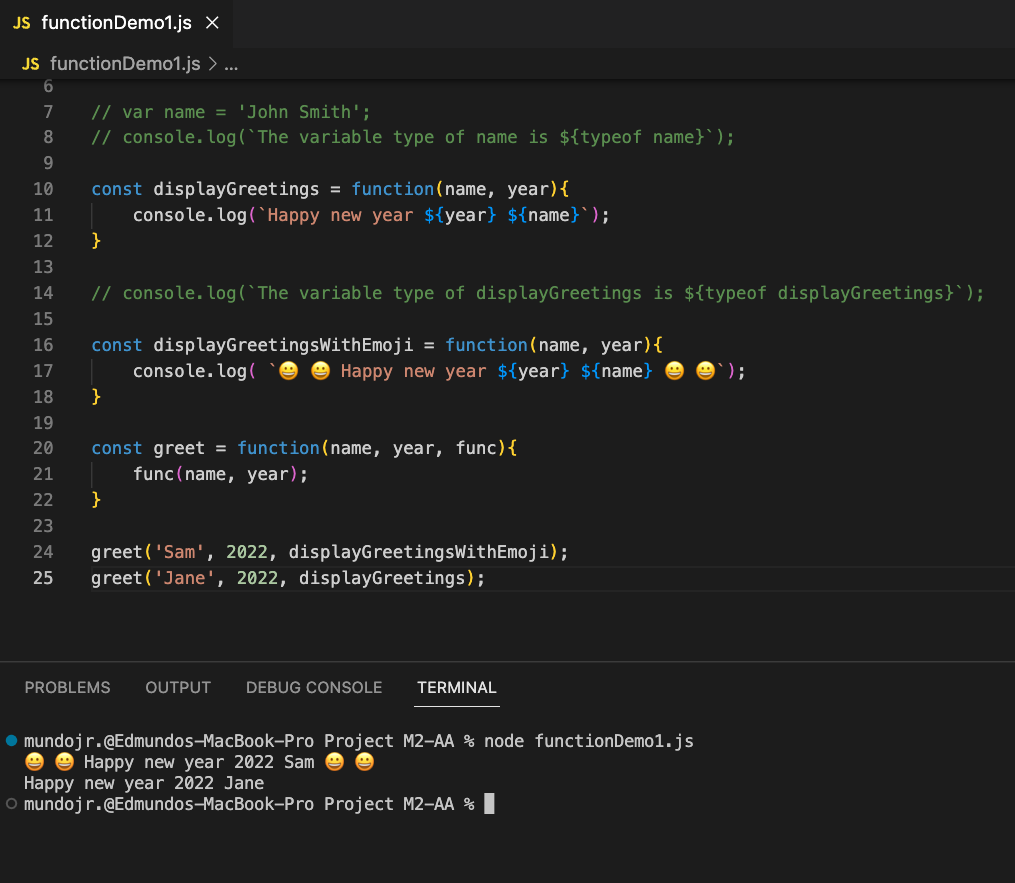 JS functionDemo1.js ×
JS functionDemo1.js > ...
6
7 // var name = 'John Smith';
8 // console.log(`The variable type of name is ${typeof name}`);
9
10 const displayGreetings = function(name, year){
11     console.log(`Happy new year ${year} ${name}`);
12 }
13
14 // console.log(`The variable type of displayGreetings is ${typeof displayGreetings}`);
15
16 const displayGreetingsWithEmoji = function(name, year){
17     console.log( `😀 😀 Happy new year ${year} ${name} 😀 😀`);
18 }
19
20 const greet = function(name, year, func){
21     func(name, year);
22 }
23
24 greet('Sam', 2022, displayGreetingsWithEmoji);
25 greet('Jane', 2022, displayGreetings);
PROBLEMS OUTPUT DEBUG CONSOLE TERMINAL
mundojr.@Edmundos-MacBook-Pro Project M2-AA % node functionDemo1.js
😀 😀 Happy new year 2022 Sam 😀 😀
Happy new year 2022 Jane
mundojr.@Edmundos-MacBook-Pro Project M2-AA %